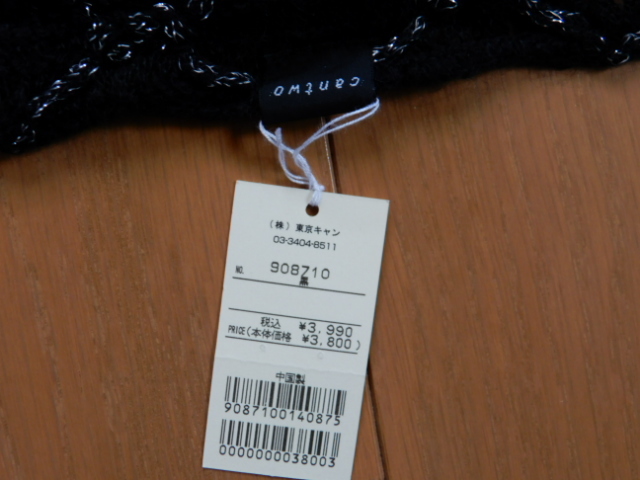 cantwo
(株) 東京キャン
03-3404-8511
NO. 908710
黒
税込 ¥3,990
PRICE(本体価格 ¥3,800)
中国製
9087100140875
0000000038003